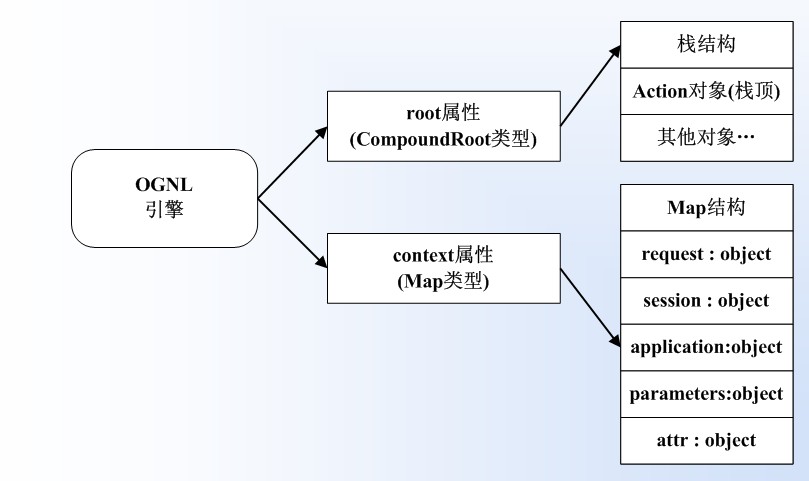 OGNL
引擎
root属性
(CompoundRoot类型)
context属性
(Map类型)
栈结构
Action对象(栈顶)
其他对象…
Map结构
request : object
session : object
application:object
parameters:object
attr : object